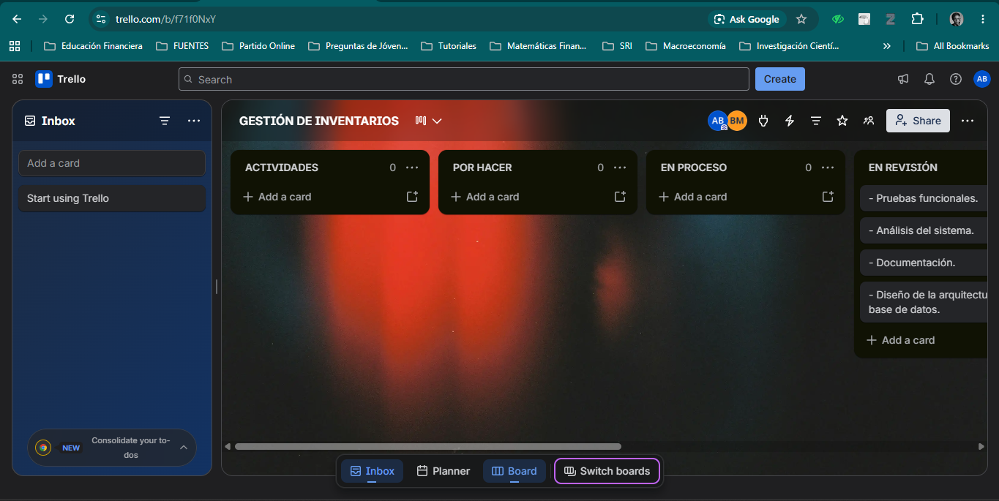 trello.com/b/f71f0NxY
Ask Google
Educación Financiera
FUENTES
Partido Online
Preguntas de Jóven...
Tutoriales
Matemáticas Finan...
SRI
Macroeconomía
Investigación Cientí...
»
All Bookmarks
Trello
Search
Create
AB
Inbox
Add a card
Start using Trello
NEW
Consolidate your to-
dos
GESTIÓN DE INVENTARIOS
AB
BM
Share
ACTIVIDADES
0
+ Add a card
POR HACER
0
+ Add a card
EN PROCESO
0
+ Add a card
EN REVISIÓN
- Pruebas funcionales.
- Análisis del sistema.
- Documentación.
- Diseño de la arquitectu
base de datos.
+ Add a card
Inbox
Planner
Board
Switch boards